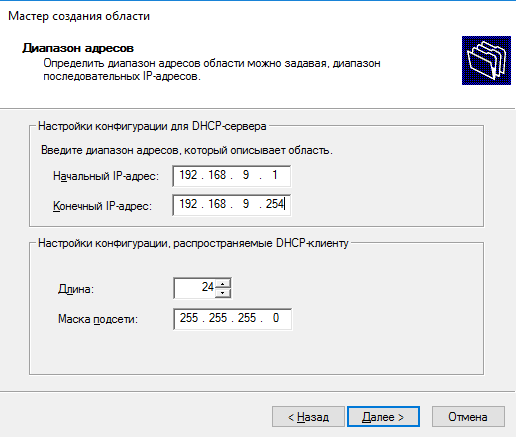 Мастер создания области
Диапазон адресов
Определить диапазон адресов области можно задавая, диапазон
последовательных IP-адресов.
Настройки конфигурации для DHCP-сервера
Введите диапазон адресов, который описывает область.
Начальный IP-адрес: 192 . 168 . 9 . 1
Конечный IP-адрес: 192 . 168 . 9 . 254
Настройки конфигурации, распространяемые DHCP-клиенту
Длина: 24
Маска подсети: 255 . 255 . 255 . 0
< Назад Далее > Отмена